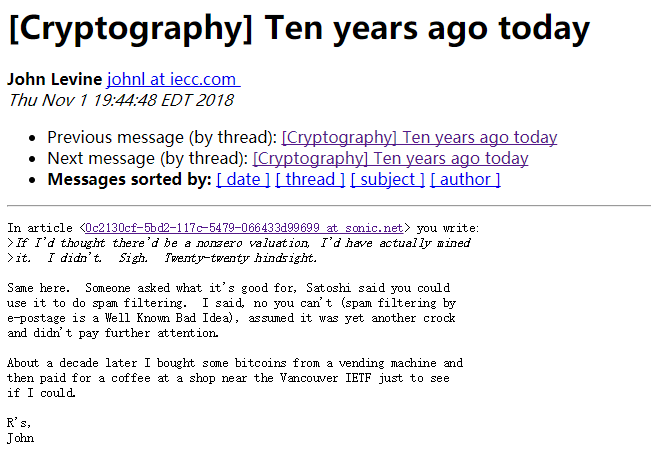 [Cryptography] Ten years ago today
John Levine johnl at iecc.com
Thu Nov 1 19:44:48 EDT 2018
Previous message (by thread): [Cryptography] Ten years ago today
Next message (by thread): [Cryptography] Ten years ago today
Messages sorted by: [ date ] [ thread ] [ subject ] [ author ]
In article <0c2130cf-5bd2-117c-5479-066433d99699 at sonic.net> you write:
>If I'd thought there'd be a nonzero valuation, I'd have actually mined
>it.  I didn't.  Sigh.  Twenty-twenty hindsight.
Same here.  Someone asked what it's good for, Satoshi said you could
use it to do spam filtering.  I said, no you can't (spam filtering by
e-postage is a Well Known Bad Idea), assumed it was yet another crock
and didn't pay further attention.
About a decade later I bought some bitcoins from a vending machine and
then paid for a coffee at a shop near the Vancouver IETF just to see
if I could.
R's,
John